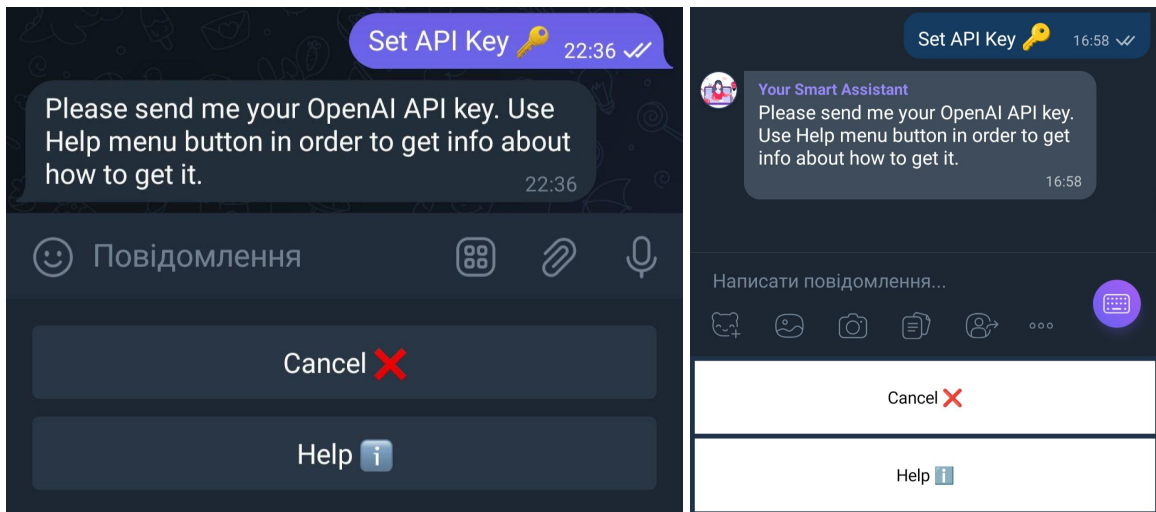 Set API Key 🔑 22:36
Please send me your OpenAI API key. Use
Help menu button in order to get info about
how to get it.
22:36
Повідомлення
Cancel ❌
Help ℹ️
Set API Key 🔑 16:58
Your Smart Assistant
Please send me your OpenAI API key.
Use Help menu button in order to get
info about how to get it.
16:58
Написати повідомлення...
Cancel ❌
Help ℹ️